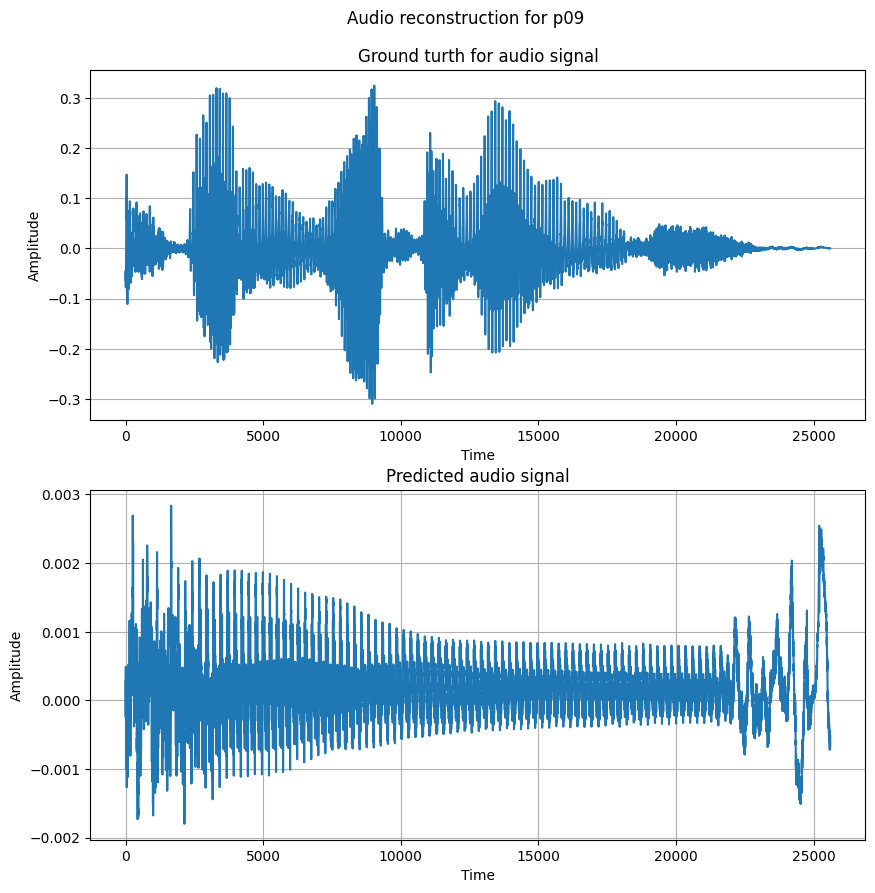 Audio reconstruction for p09
Ground turth for audio signal
0.3
0.2
0.1
0.0
−0.1
−0.2
−0.3
Amplitude
0 5000 10000 15000 20000 25000
Time
Predicted audio signal
0.003
0.002
0.001
0.000
−0.001
−0.002
Amplitude
0 5000 10000 15000 20000 25000
Time